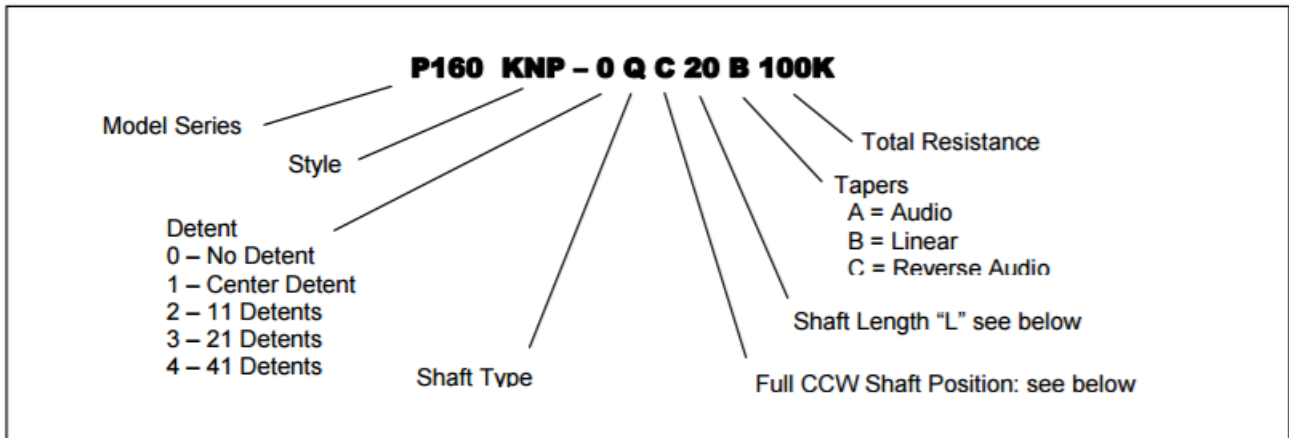 P160 KNP – 0 Q C 20 B 100K
Model Series
Style
Detent
0 – No Detent
1 – Center Detent
2 – 11 Detents
3 – 21 Detents
4 – 41 Detents
Shaft Type
Total Resistance
Tapers
A = Audio
B = Linear
C = Reverse Audio
Shaft Length “L” see below
Full CCW Shaft Position: see below